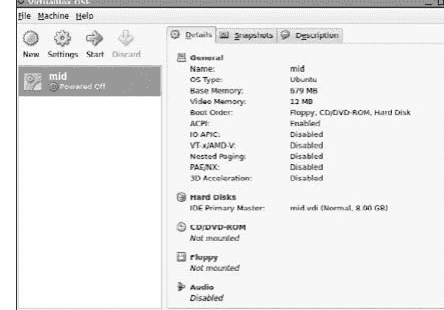 VirtualBox OSE
File Machine Help
New Settings Start Discard
mid
Powered Off
Details Snapshots Description
General
Name: mid
OS Type: Ubuntu
Base Memory: 679 MB
Video Memory: 12 MB
Boot Order: Floppy, CD/DVD-ROM, Hard Disk
ACPI: Enabled
IO APIC: Disabled
VT-x/AMD-V: Disabled
Nested Paging: Disabled
PAE/NX: Disabled
3D Acceleration: Disabled
Hard Disks
IDE Primary Master: mid.vdi (Normal, 8.00 GB)
CD/DVD-ROM
Not mounted
Floppy
Not mounted
Audio
Disabled